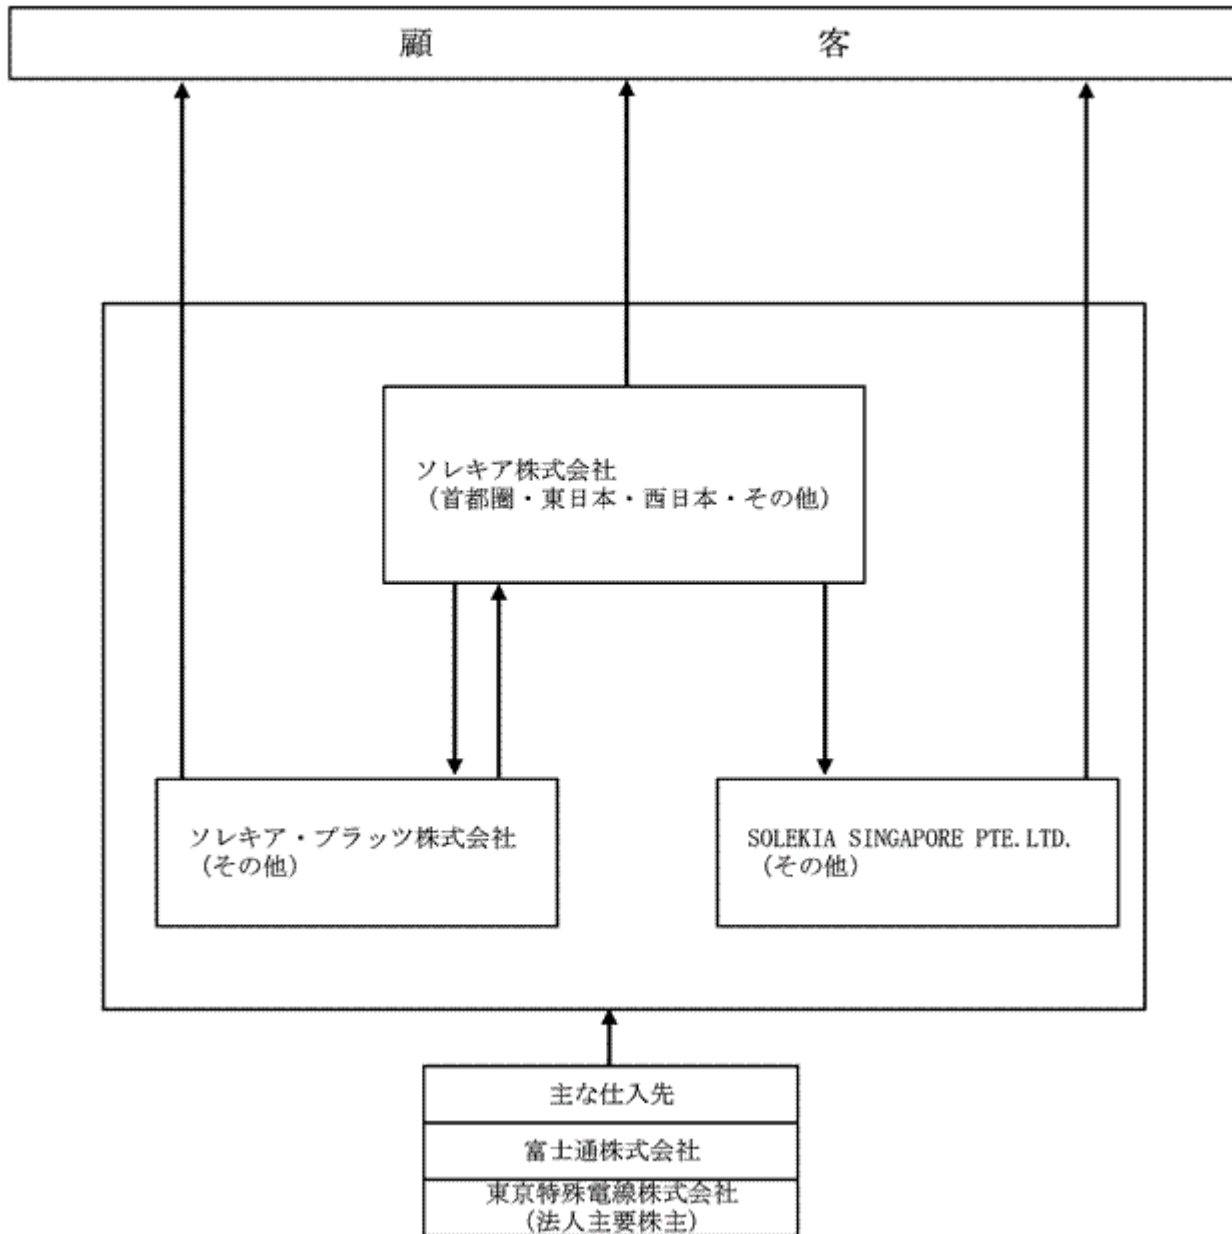 顧 客
ソレキア株式会社
（首都圏・東日本・西日本・その他）
ソレキア・プラッツ株式会社
（その他）
SOLEKIA SINGAPORE PTE.LTD.
（その他）
主な仕入先
富士通株式会社
東京特殊電線株式会社
（法人主要株主）